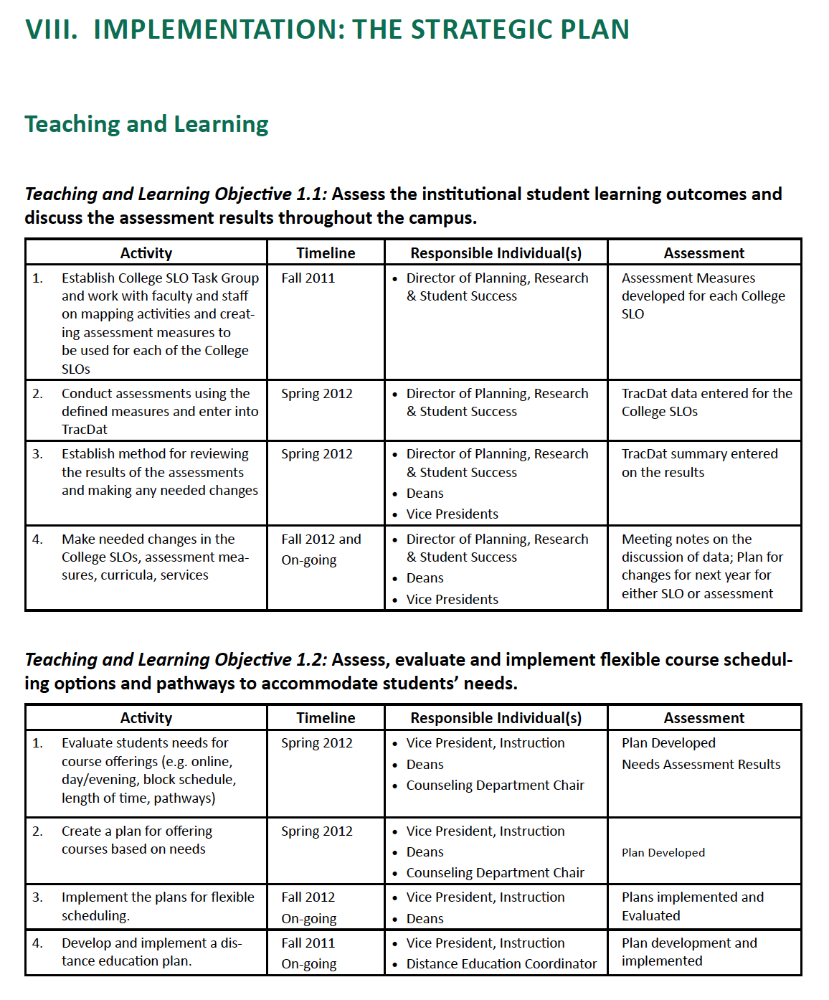 VIII. IMPLEMENTATION: THE STRATEGIC PLAN
Teaching and Learning
Teaching and Learning Objective 1.1: Assess the institutional student learning outcomes and
discuss the assessment results throughout the campus.
Activity Timeline Responsible Individual(s) Assessment
1. Establish College SLO Task Group
and work with faculty and staff
on mapping activities and creat-
ing assessment measures to
be used for each of the College
SLOs
Fall 2011
• Director of Planning, Research
& Student Success
Assessment Measures
developed for each College
SLO
2. Conduct assessments using the
defined measures and enter into
TracDat
Spring 2012
• Director of Planning, Research
& Student Success
TracDat data entered for the
College SLOs
3. Establish method for reviewing
the results of the assessments
and making any needed changes
Spring 2012
• Director of Planning, Research
& Student Success
• Deans
• Vice Presidents
TracDat summary entered
on the results
4. Make needed changes in the
College SLOs, assessment mea-
sures, curricula, services
Fall 2012 and
On-going
• Director of Planning, Research
& Student Success
• Deans
• Vice Presidents
Meeting notes on the
discussion of data; Plan for
changes for next year for
either SLO or assessment
Teaching and Learning Objective 1.2: Assess, evaluate and implement flexible course schedul-
ing options and pathways to accommodate students’ needs.
Activity Timeline Responsible Individual(s) Assessment
1. Evaluate students needs for
course offerings (e.g. online,
day/evening, block schedule,
length of time, pathways)
Spring 2012
• Vice President, Instruction
• Deans
• Counseling Department Chair
Plan Developed
Needs Assessment Results
2. Create a plan for offering
courses based on needs
Spring 2012
• Vice President, Instruction
• Deans
• Counseling Department Chair
Plan Developed
3. Implement the plans for flexible
scheduling.
Fall 2012
On-going
• Vice President, Instruction
• Deans
Plans implemented and
Evaluated
4. Develop and implement a dis-
tance education plan.
Fall 2011
On-going
• Vice President, Instruction
• Distance Education Coordinator
Plan development and
implemented